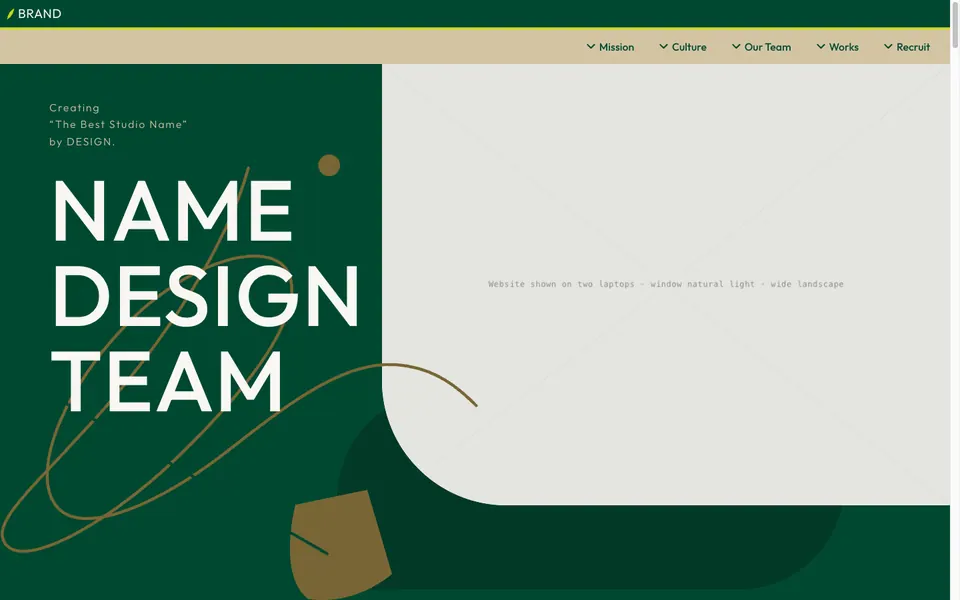 BRAND
Mission
Culture
Our Team
Works
Recruit
Creating
“The Best Studio Name”
by DESIGN.
NAME
DESIGN
TEAM
Website shown on two laptops - window natural light - wide landscape